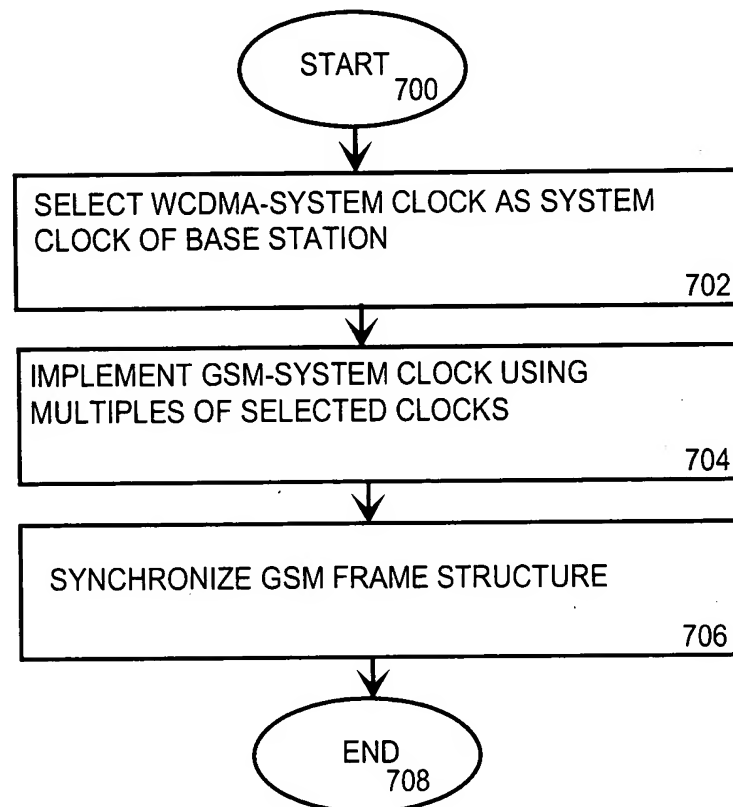 START
700
SELECT WCDMA-SYSTEM CLOCK AS SYSTEM
CLOCK OF BASE STATION
702
IMPLEMENT GSM-SYSTEM CLOCK USING
MULTIPLES OF SELECTED CLOCKS
704
SYNCHRONIZE GSM FRAME STRUCTURE
706
END
708